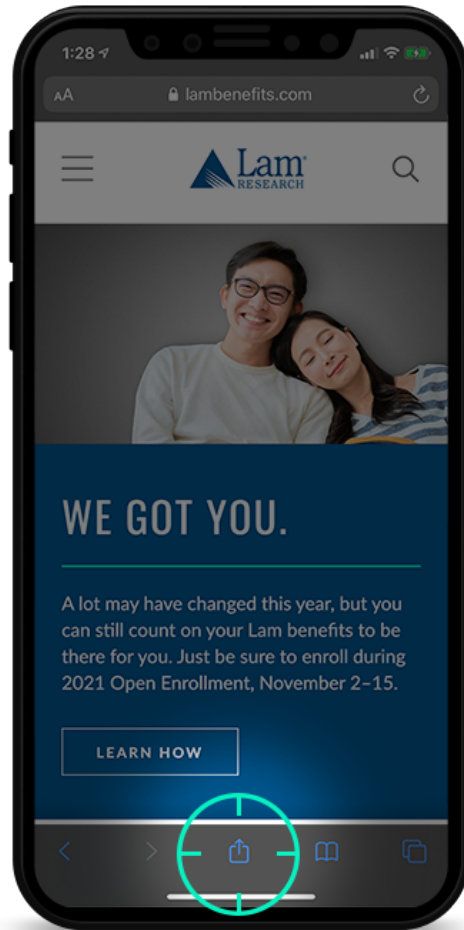 1:28
AA lambenefits.com
Lam
RESEARCH
WE GOT YOU.
A lot may have changed this year, but you
can still count on your Lam benefits to be
there for you. Just be sure to enroll during
2021 Open Enrollment, November 2–15.
LEARN HOW